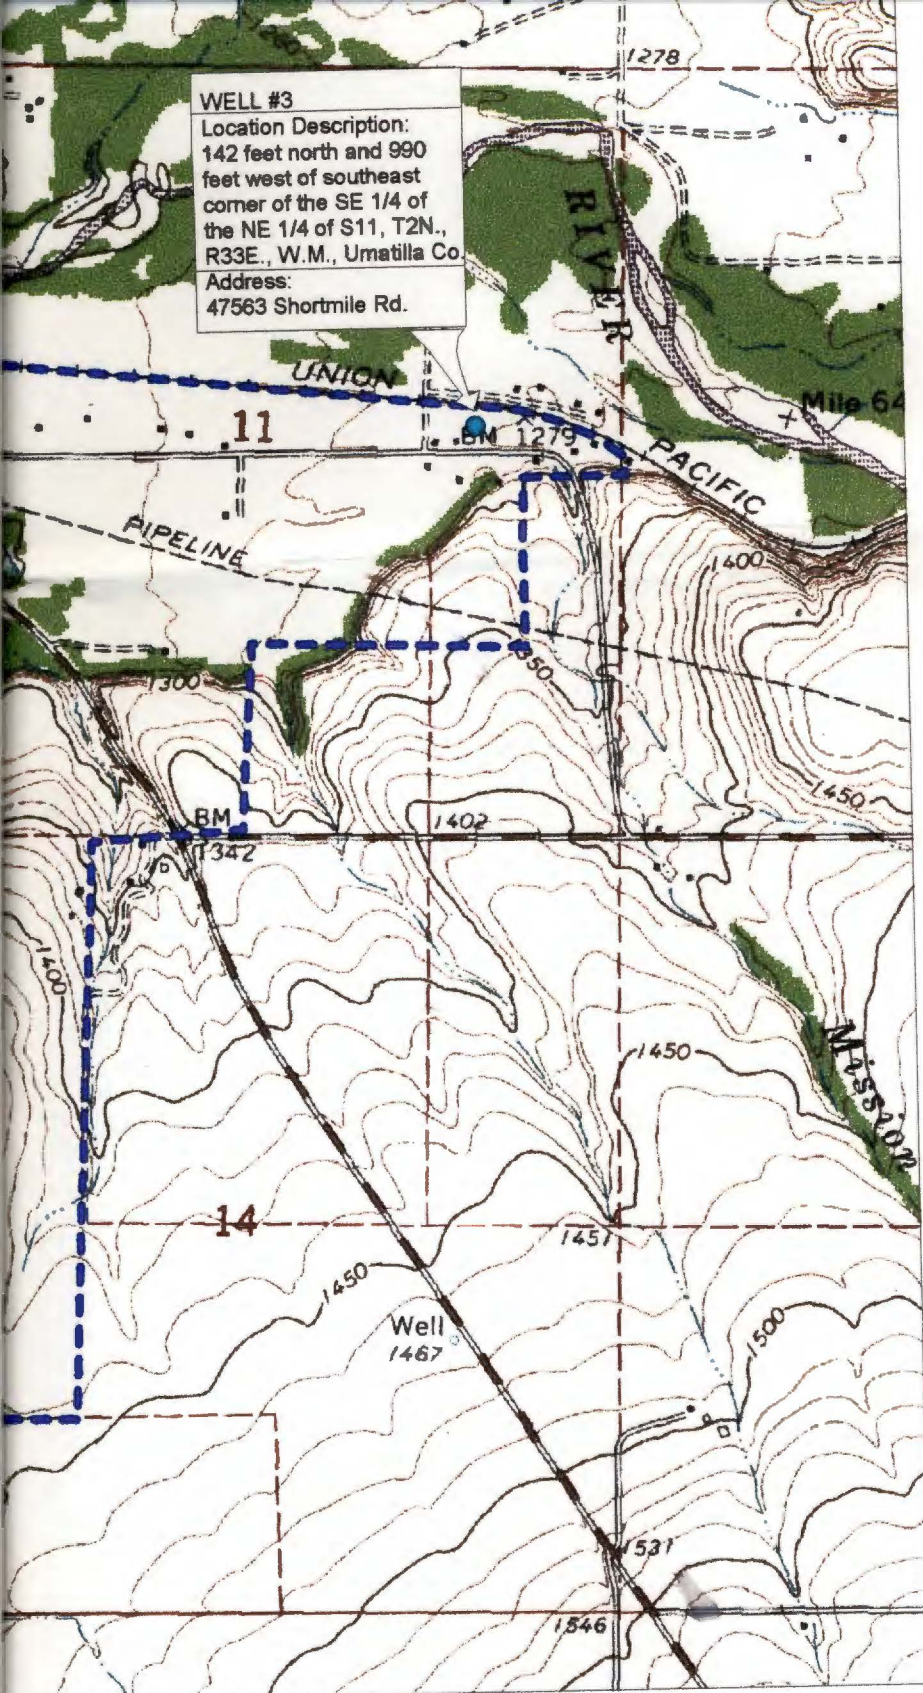 1260
1278
WELL #3
Location Description:
142 feet north and 990
feet west of southeast
corner of the SE 1/4 of
the NE 1/4 of S11, T2N.,
R33E., W.M., Umatilla Co.
Address:
47563 Shortmile Rd.
RIVER
UNION
Mile 64
11
BM 1279
PACIFIC
PIPELINE
1400
1300
350
1450
BM
1402
1342
1400
1450
Mission
14
1451
1450
Well
1467
1500
1531
1546